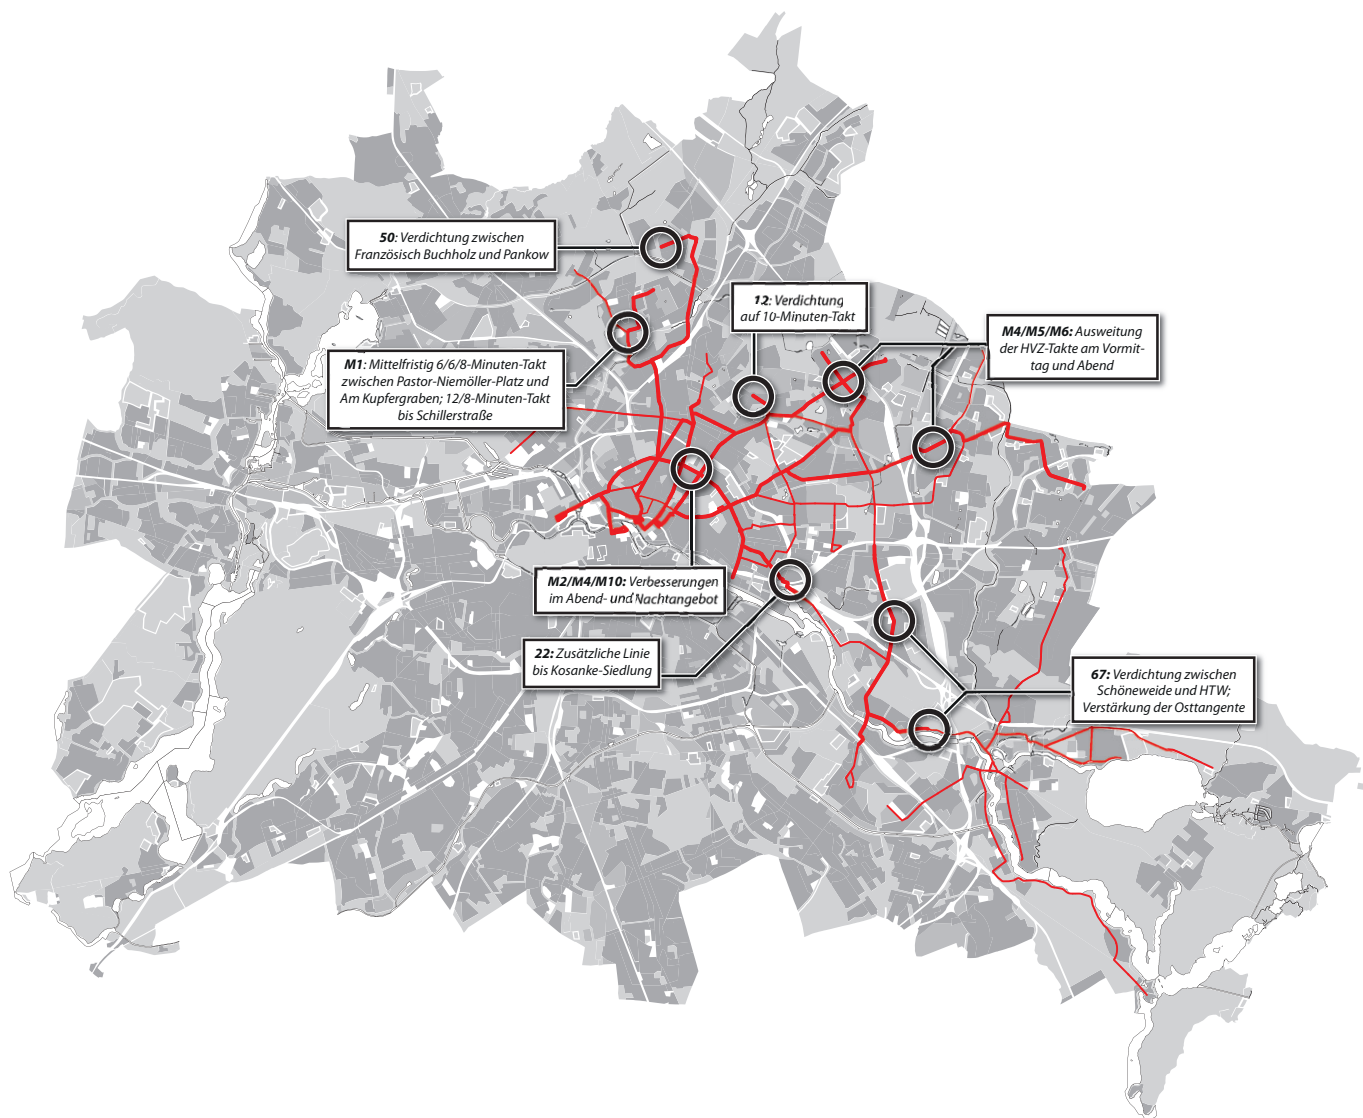 50: Verdichtung zwischen
Französisch Buchholz und Pankow
12: Verdichtung
auf 10-Minuten-Takt
M4/M5/M6: Ausweitung
der HVZ-Takte am Vormit-
tag und Abend
M1: Mittelfristig 6/6/8-Minuten-Takt
zwischen Pastor-Niemöller-Platz und
Am Kupfergraben; 12/8-Minuten-Takt
bis Schillerstraße
M2/M4/M10: Verbesserungen
im Abend- und Nachtangebot
22: Zusätzliche Linie
bis Kosanke-Siedlung
67: Verdichtung zwischen
Schöneweide und HTW;
Verstärkung der Osttangente